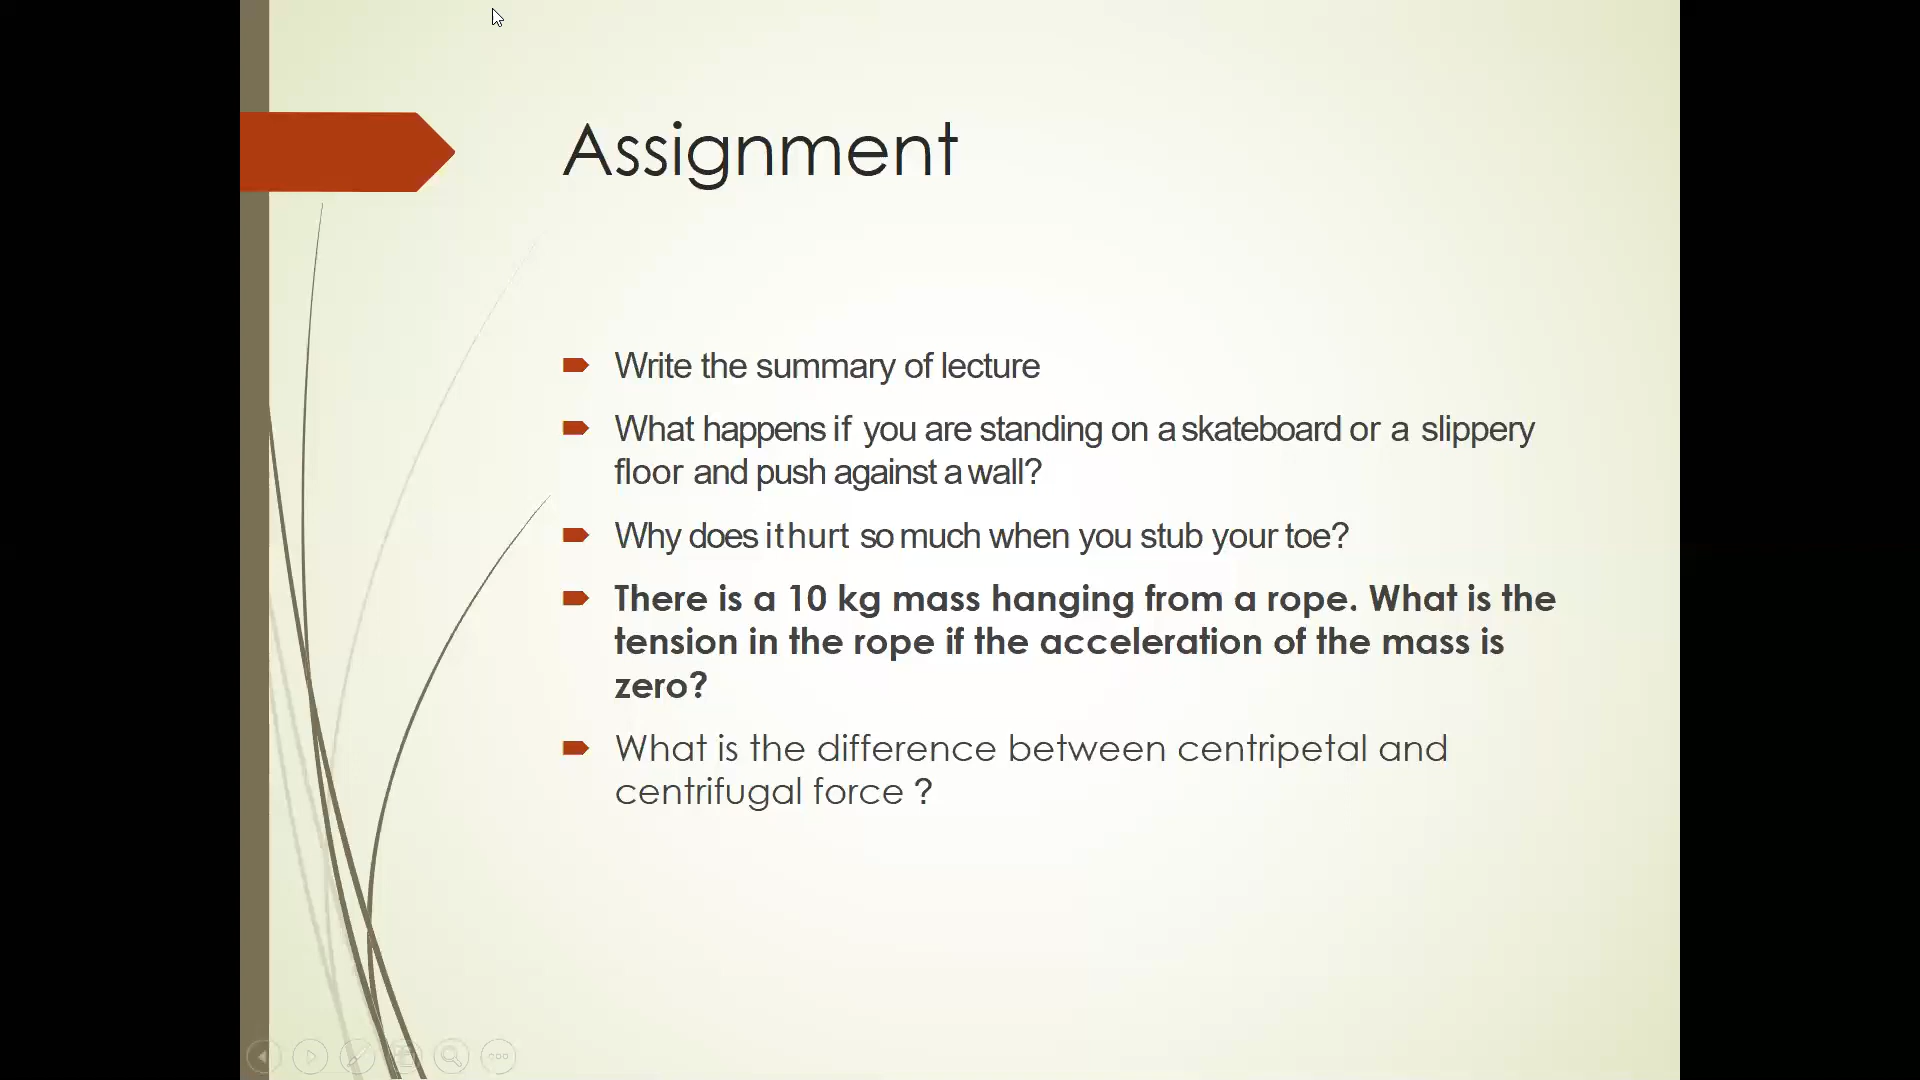 Assignment
Write the summary of lecture
What happens if you are standing on a skateboard or a slippery
floor and push against a wall?
Why does it hurt so much when you stub your toe?
There is a 10 kg mass hanging from a rope. What is the
tension in the rope if the acceleration of the mass is
zero?
What is the difference between centripetal and
centrifugal force ?